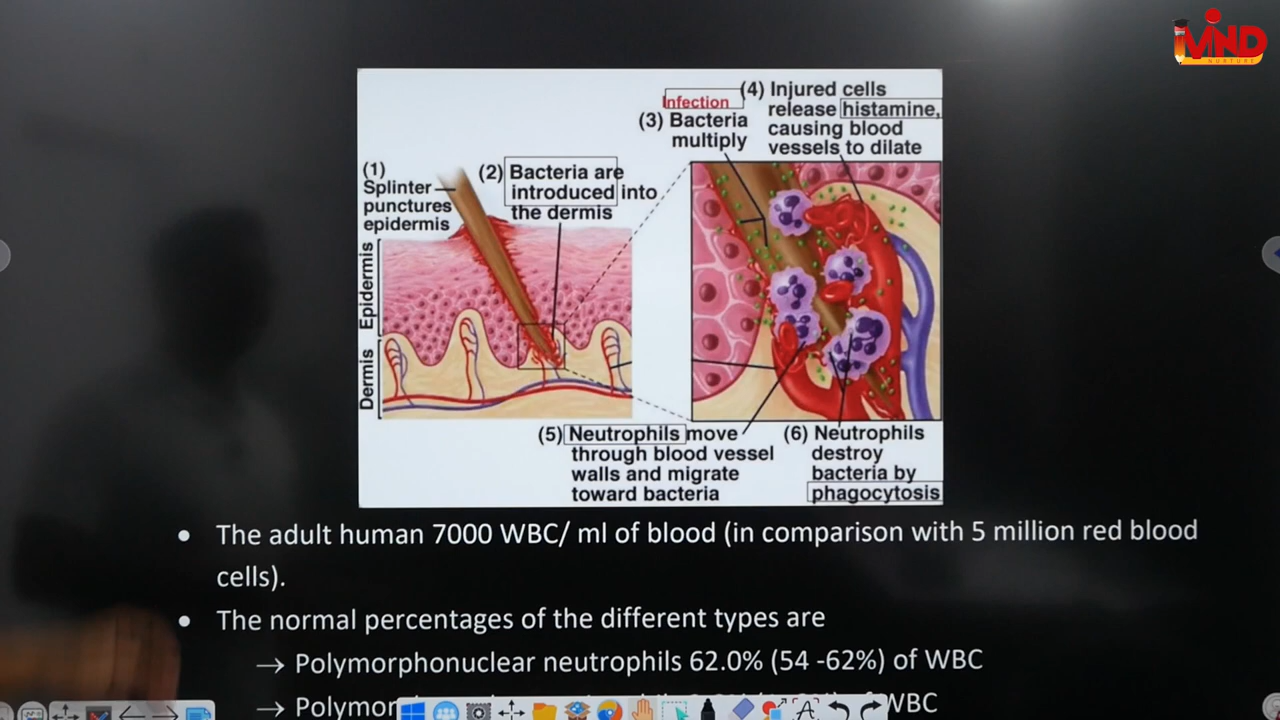 MIND
NURTURE
Infection
(3) Bacteria
multiply
(4) Injured cells
release histamine,
causing blood
vessels to dilate
(1)
Splinter
punctures
epidermis
(2) Bacteria are
introduced into
the dermis
Epidermis
Dermis
(5) Neutrophils move
through blood vessel
walls and migrate
toward bacteria
(6) Neutrophils
destroy
bacteria by
phagocytosis
• The adult human 7000 WBC/ ml of blood (in comparison with 5 million red blood
cells).
• The normal percentages of the different types are
→ Polymorphonuclear neutrophils 62.0% (54 -62%) of WBC
→ Polymor WBC